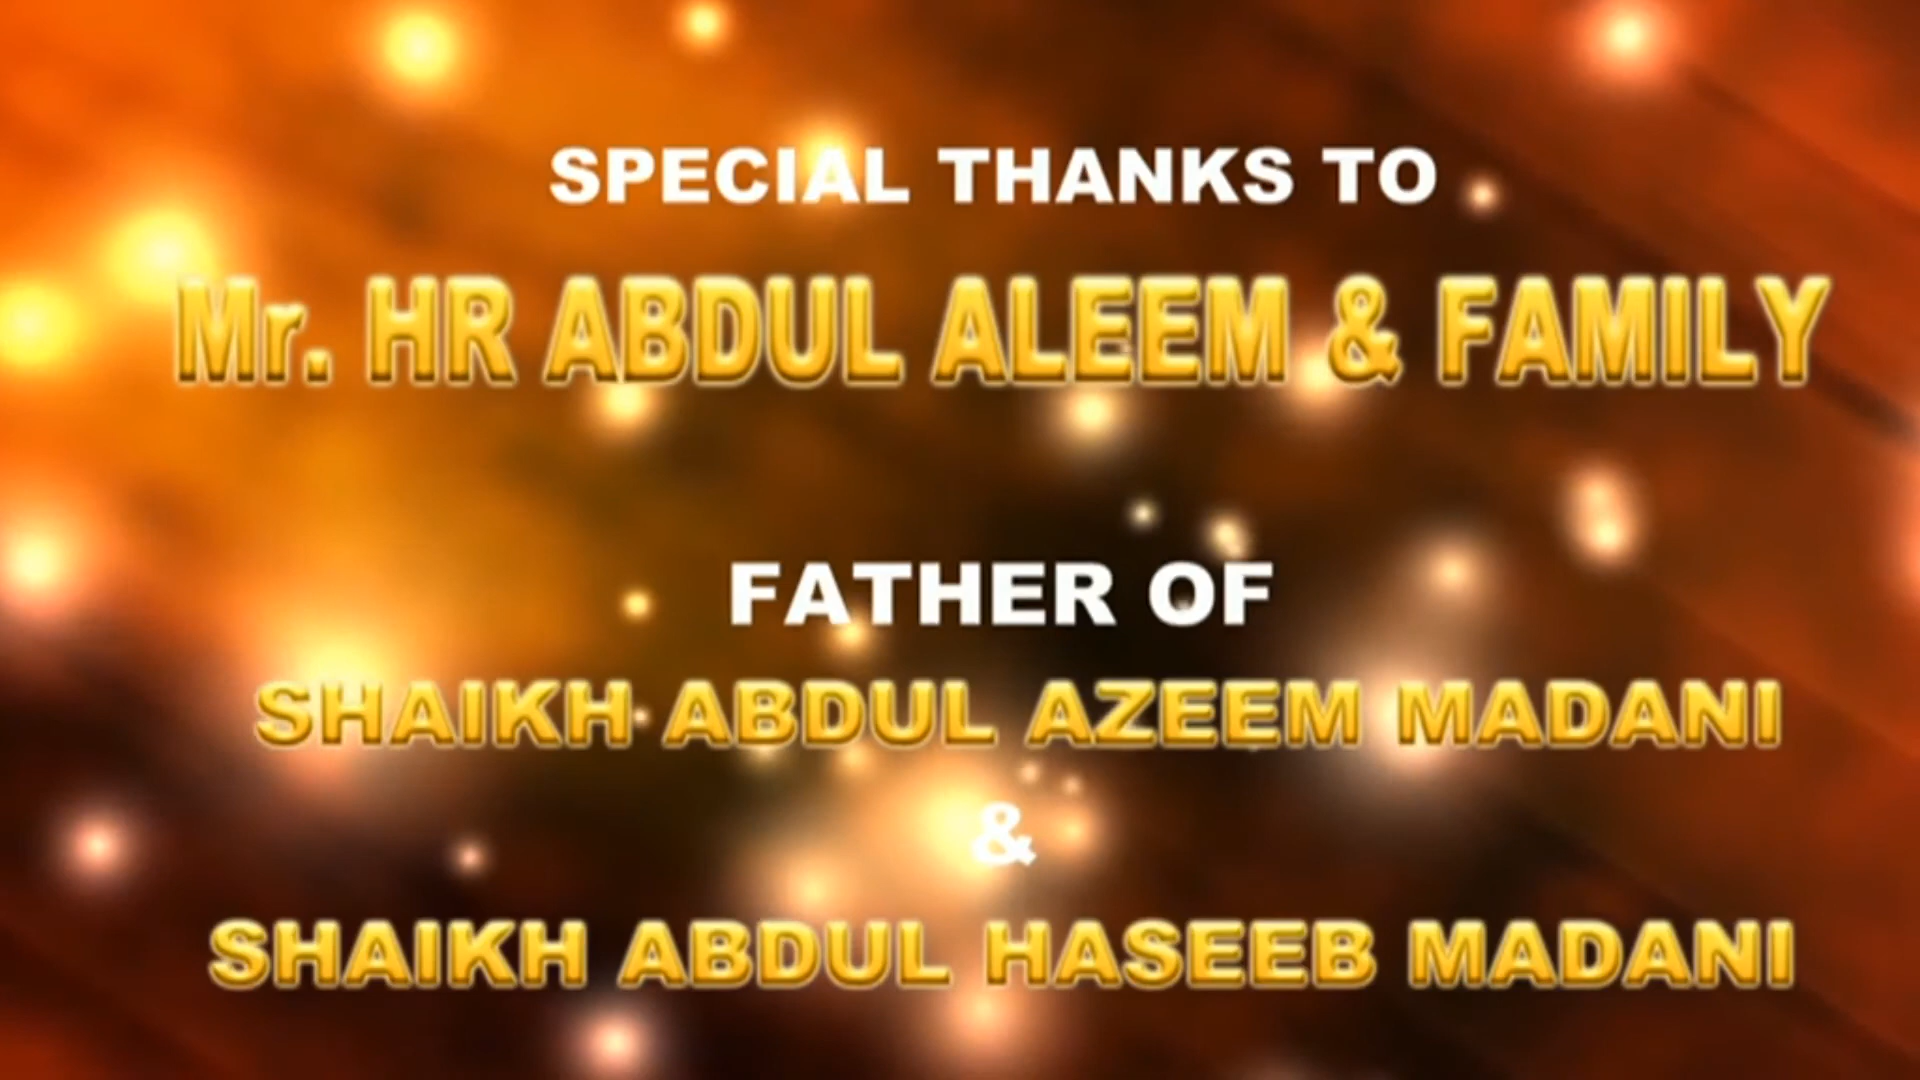 SPECIAL THANKS TO
Mr. HR ABDUL ALEEM & FAMILY
FATHER OF
SHAIKH ABDUL AZEEM MADANI
&
SHAIKH ABDUL HASEEB MADANI